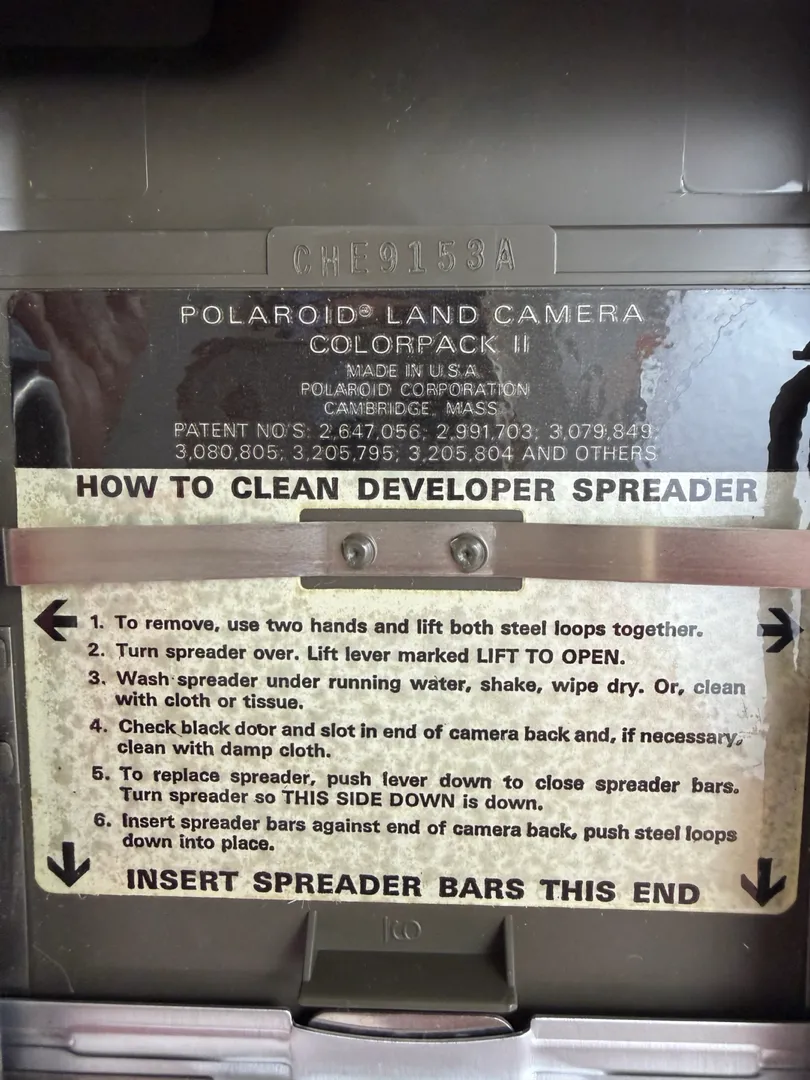 CHE9153A
POLAROID® LAND CAMERA
COLORPACK II
MADE IN U.S.A.
POLAROID CORPORATION
CAMBRIDGE, MASS.
PATENT NO'S: 2,647,056; 2,991,703; 3,079,849;
3,080,805; 3,205,795; 3,205,804 AND OTHERS
HOW TO CLEAN DEVELOPER SPREADER
1. To remove, use two hands and lift both steel loops together.
2. Turn spreader over. Lift lever marked LIFT TO OPEN.
3. Wash spreader under running water, shake, wipe dry. Or, clean
with cloth or tissue.
4. Check black door and slot in end of camera back and, if necessary,
clean with damp cloth.
5. To replace spreader, push lever down to close spreader bars.
Turn spreader so THIS SIDE DOWN is down.
6. Insert spreader bars against end of camera back, push steel loops
down into place.
INSERT SPREADER BARS THIS END